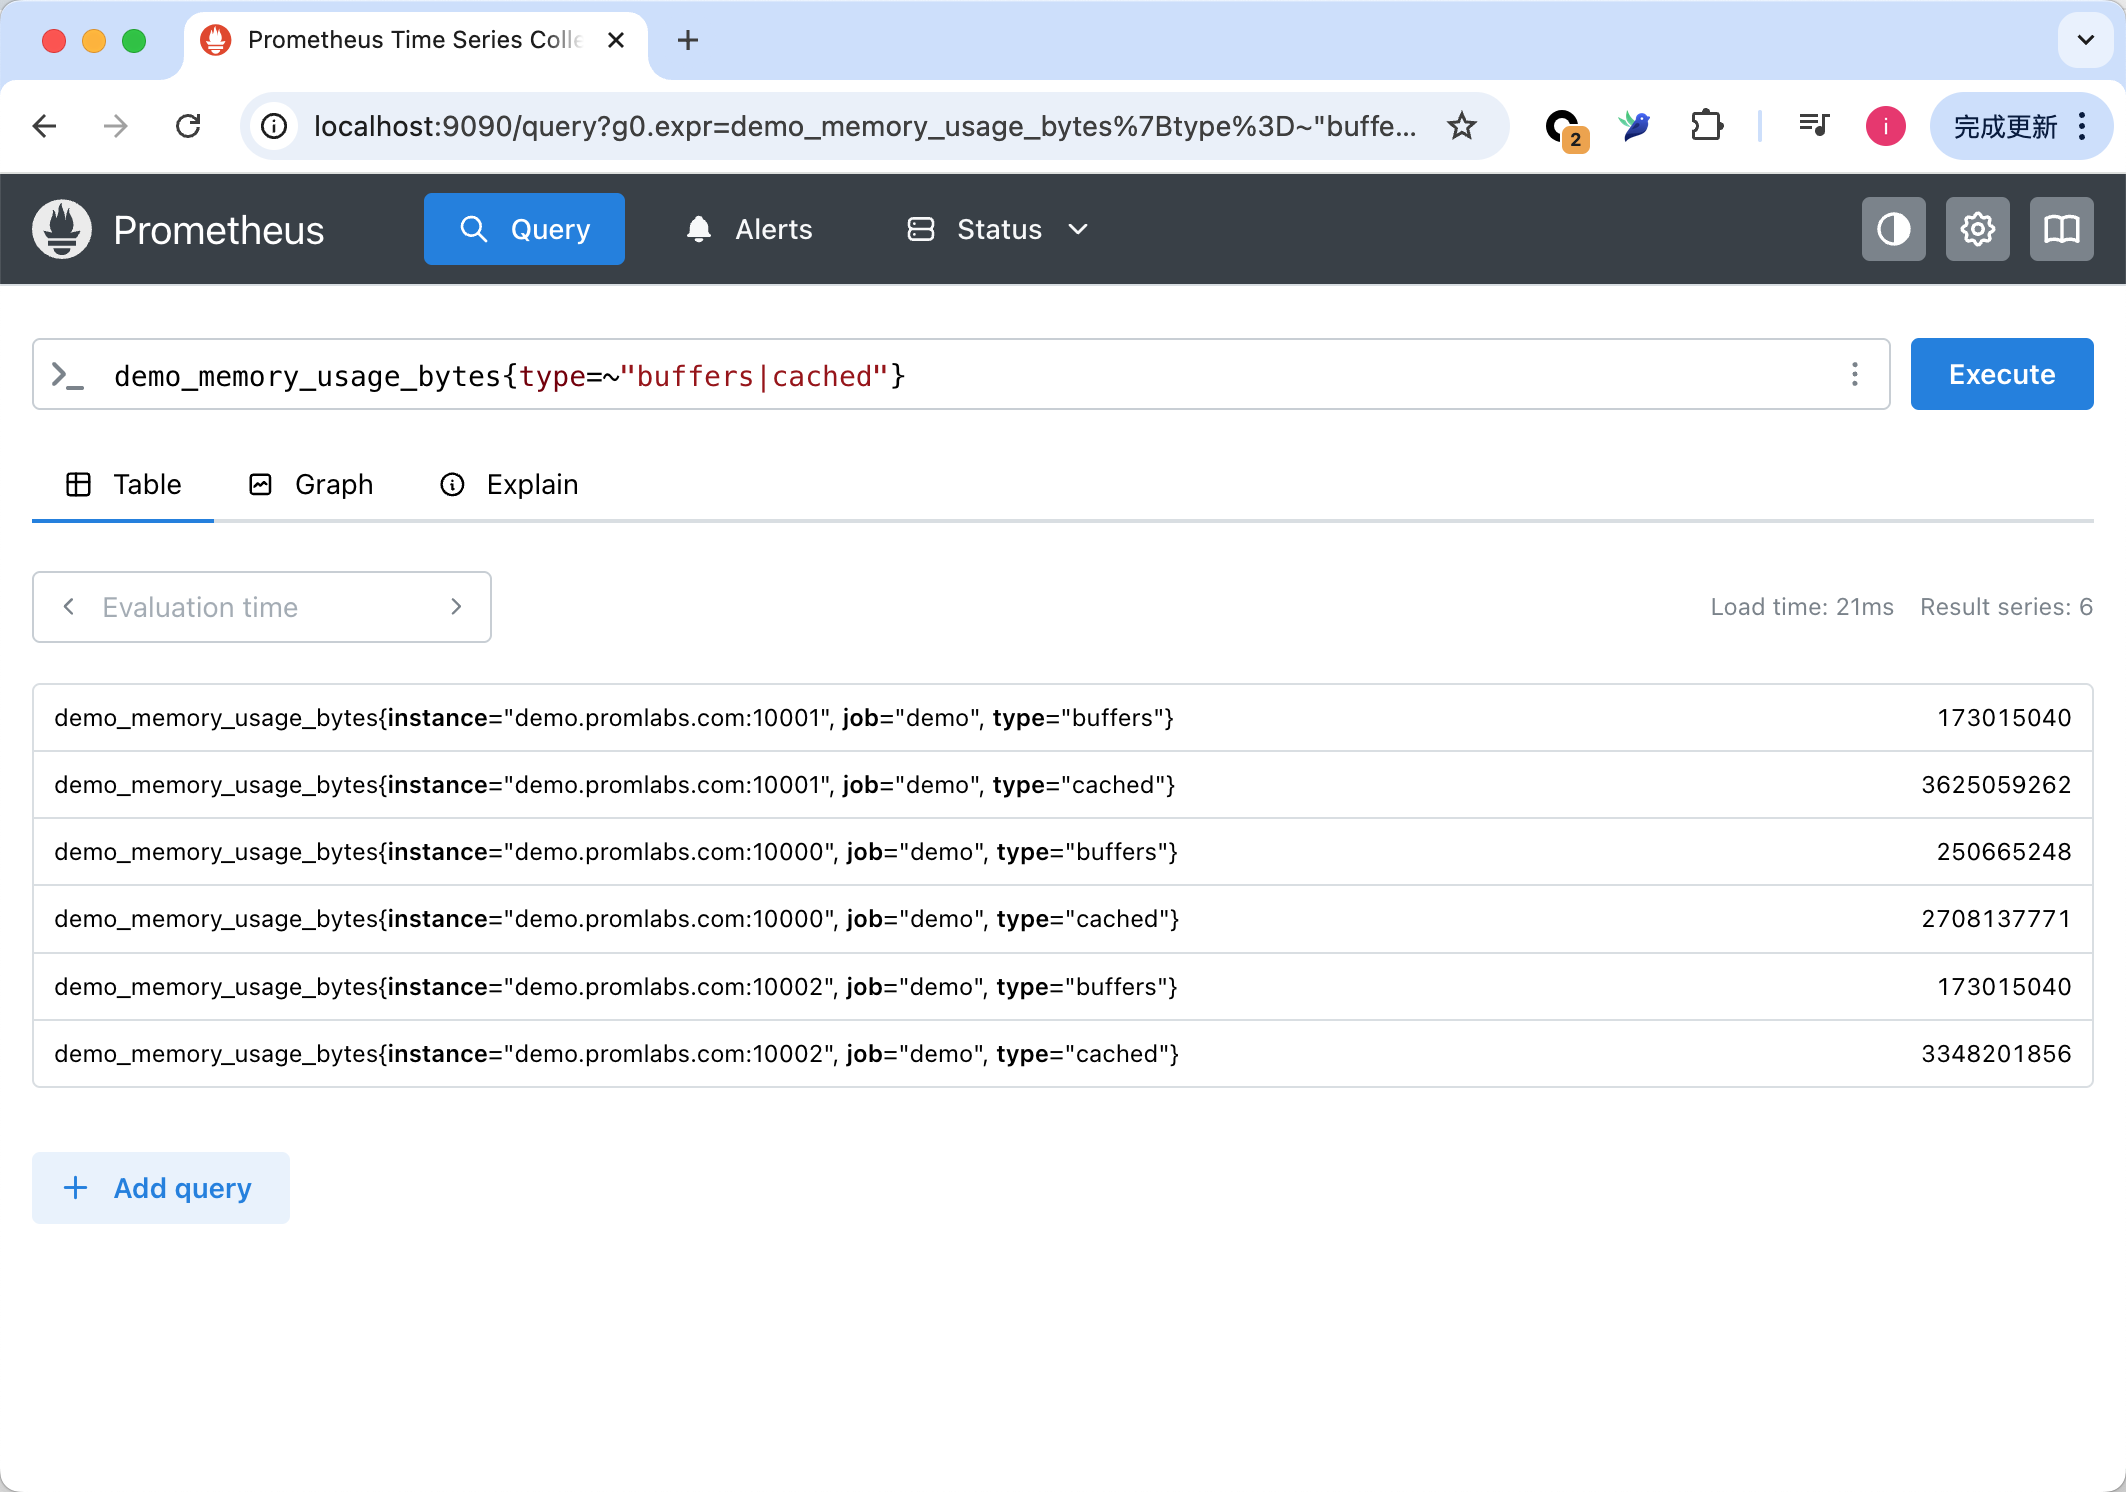 Prometheus Time Series Colle
localhost:9090/query?g0.expr=demo_memory_usage_bytes%7Btype%3D~"buffe...
2
i
完成更新
Prometheus
Query
Alerts
Status
demo_memory_usage_bytes{type=~"buffers|cached"}
Execute
Table
Graph
Explain
Evaluation time
Load time: 21ms
Result series: 6
demo_memory_usage_bytes{instance="demo.promlabs.com:10001", job="demo", type="buffers"} 173015040
demo_memory_usage_bytes{instance="demo.promlabs.com:10001", job="demo", type="cached"} 3625059262
demo_memory_usage_bytes{instance="demo.promlabs.com:10000", job="demo", type="buffers"} 250665248
demo_memory_usage_bytes{instance="demo.promlabs.com:10000", job="demo", type="cached"} 2708137771
demo_memory_usage_bytes{instance="demo.promlabs.com:10002", job="demo", type="buffers"} 173015040
demo_memory_usage_bytes{instance="demo.promlabs.com:10002", job="demo", type="cached"} 3348201856
Add query